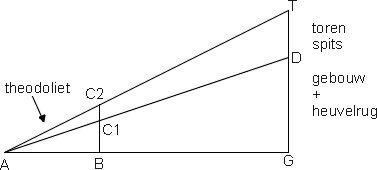 T
toren
spits
D
gebouw
+
heuvelrug
theodoliet
C2
C1
A
B
G